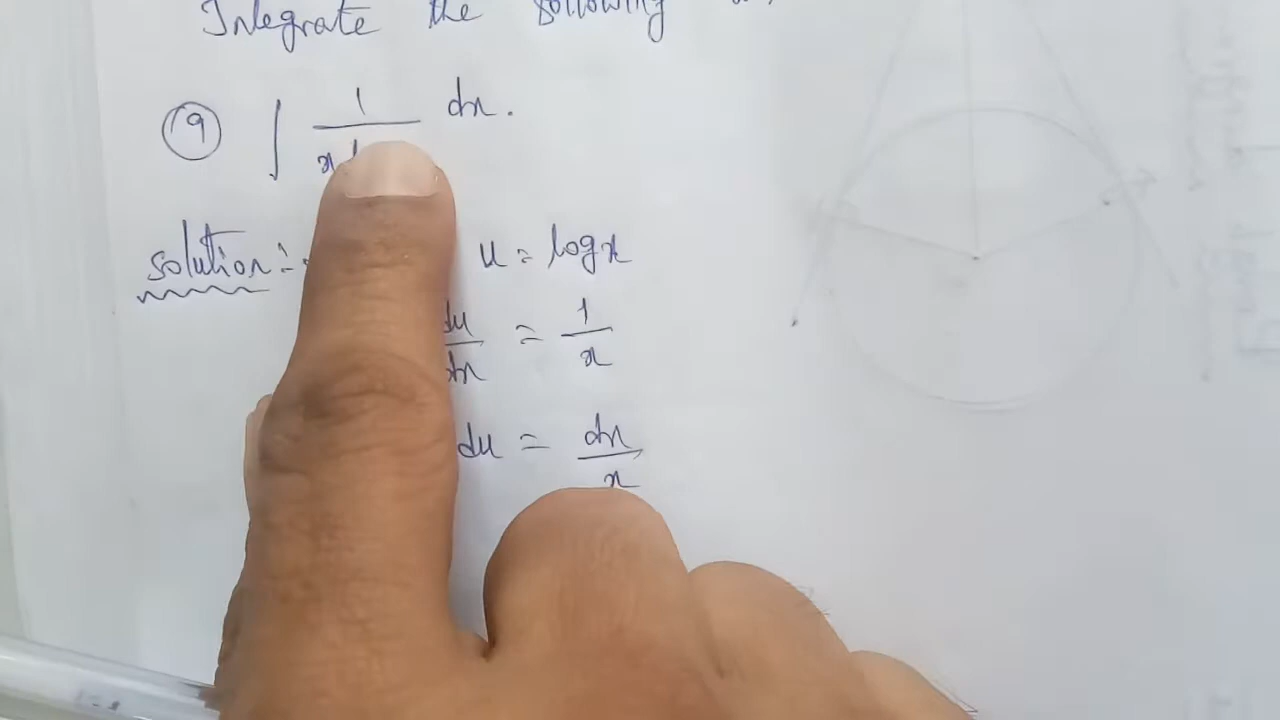 Integrate the following
(9) ∫ 1/x dx.
solution:- u = log x
du/dx = 1/x
du = dx/x